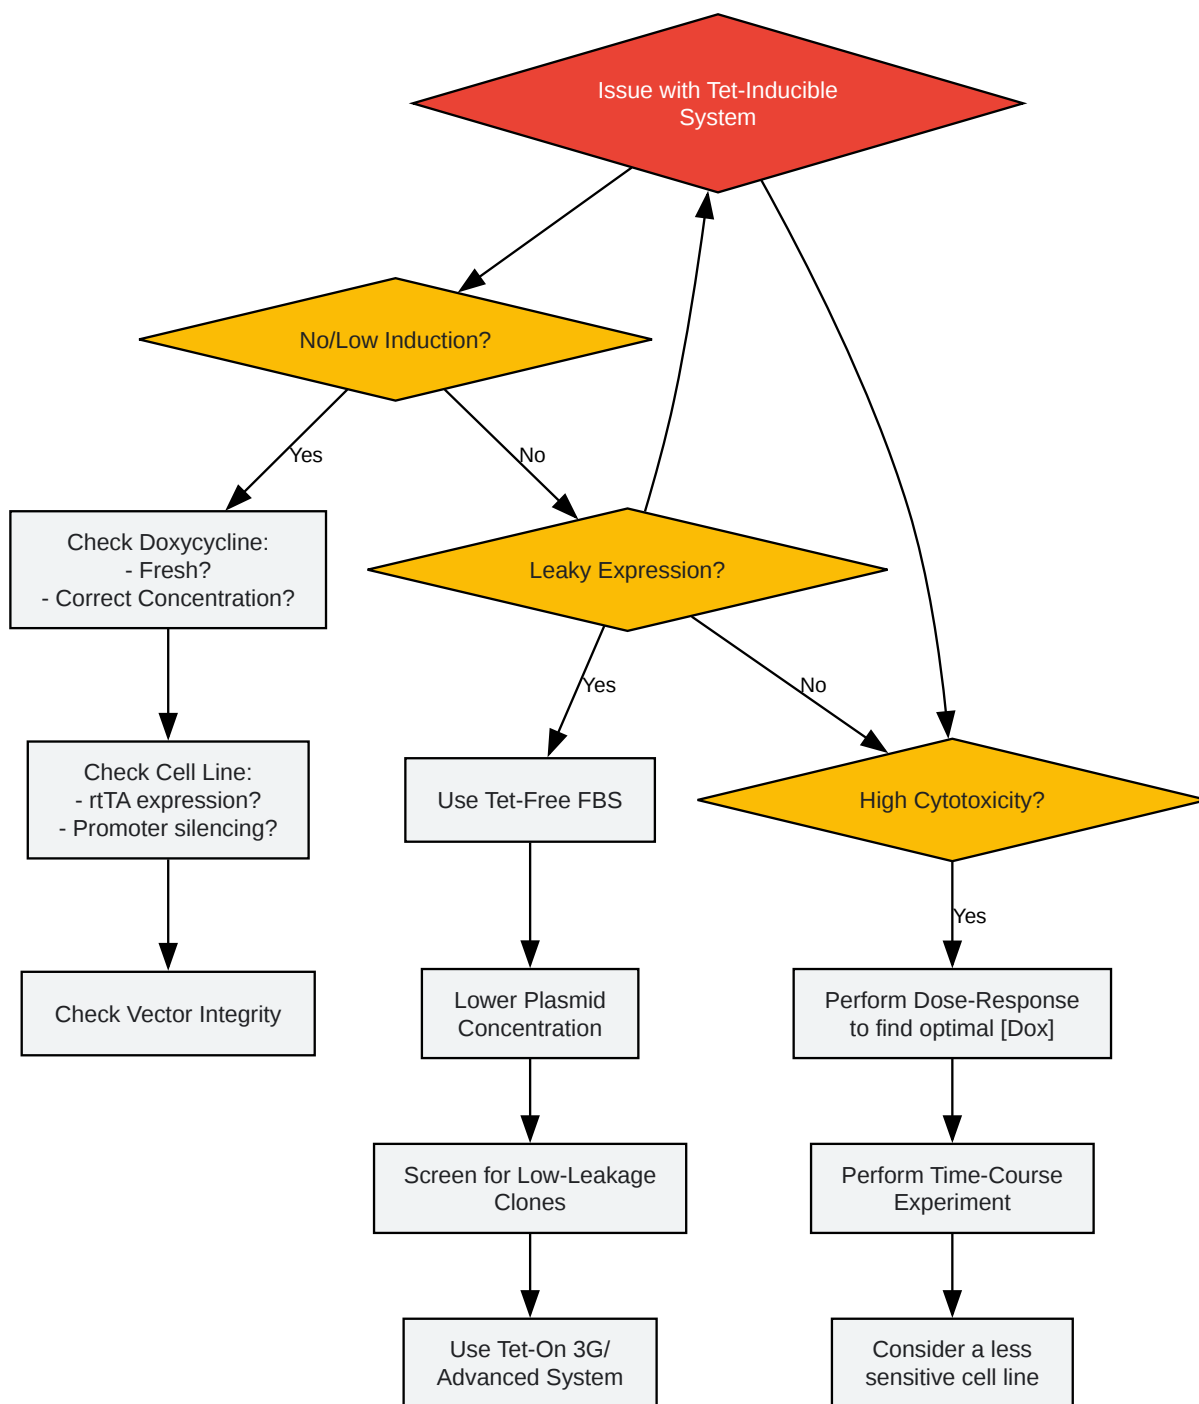 Issue with Tet-Inducible
System
No/Low Induction?
Yes
No
Check Doxycycline:
- Fresh?
- Correct Concentration?
Leaky Expression?
Yes
No
Check Cell Line:
- rtTA expression?
- Promoter silencing?
Use Tet-Free FBS
High Cytotoxicity?
Yes
Check Vector Integrity
Lower Plasmid
Concentration
Perform Dose-Response
to find optimal [Dox]
Screen for Low-Leakage
Clones
Perform Time-Course
Experiment
Use Tet-On 3G/
Advanced System
Consider a less
sensitive cell line